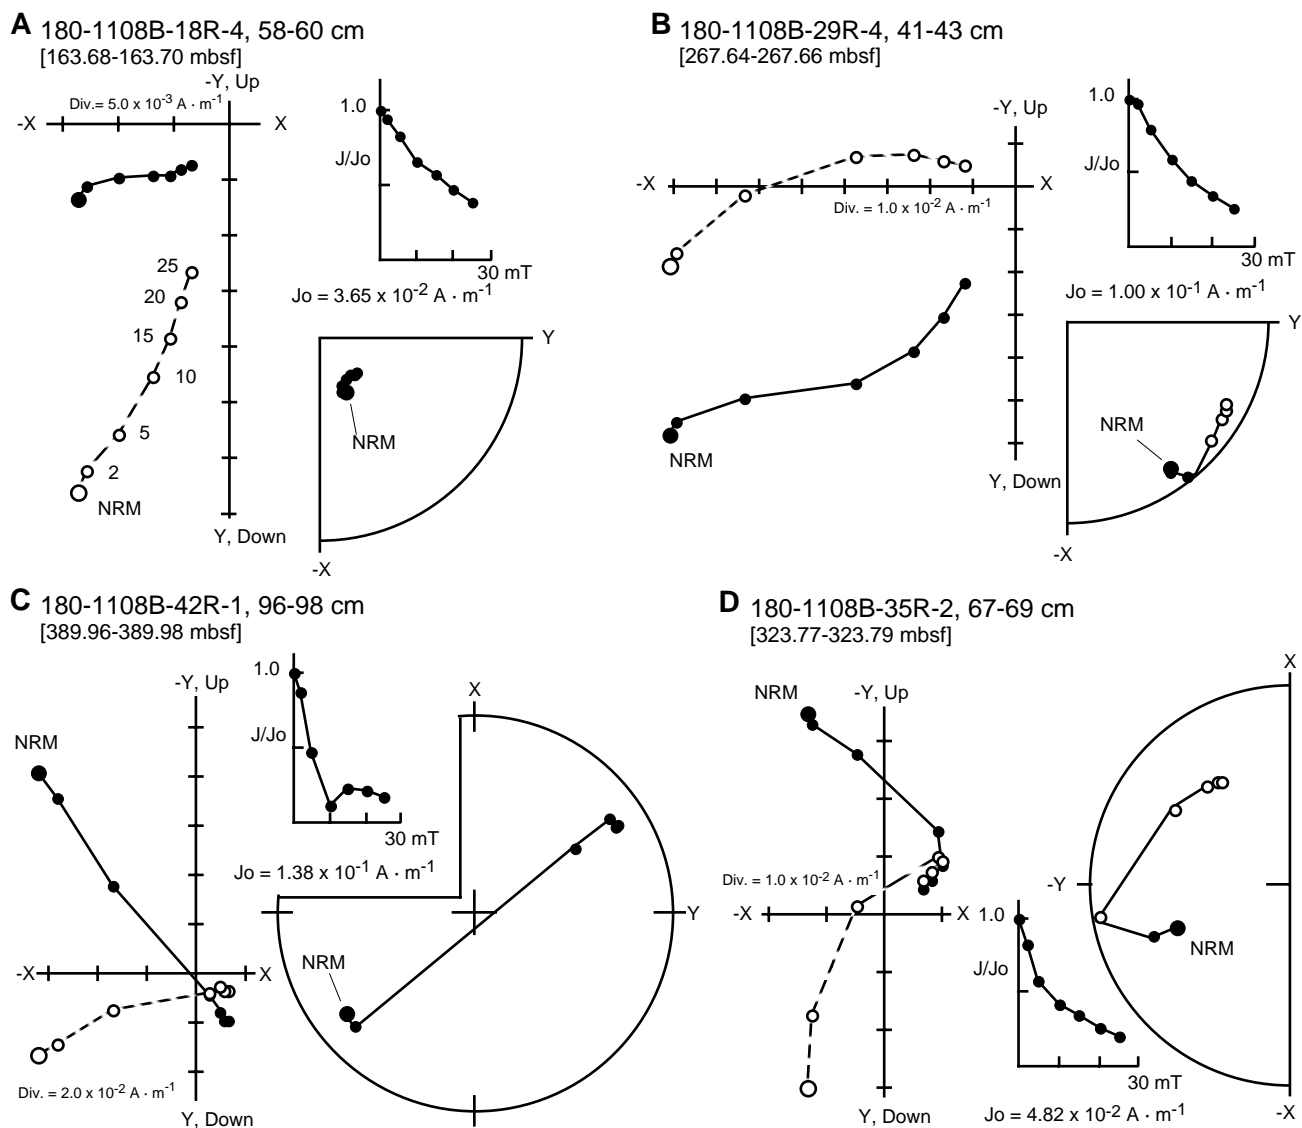 A 180-1108B-18R-4, 58-60 cm
[163.68-163.70 mbsf]
-Y, Up
Div.= 5.0 x 10-3 A · m-1
-X
X
1.0
J/Jo
30 mT
Jo = 3.65 x 10-2 A · m-1
25
20
15
10
5
2
NRM
Y, Down
Y
NRM
-X
B 180-1108B-29R-4, 41-43 cm
[267.64-267.66 mbsf]
-Y, Up
-X
X
Div. = 1.0 x 10-2 A · m-1
1.0
J/Jo
30 mT
Jo = 1.00 x 10-1 A · m-1
NRM
Y, Down
Y
NRM
-X
C 180-1108B-42R-1, 96-98 cm
[389.96-389.98 mbsf]
-Y, Up
NRM
1.0
J/Jo
30 mT
Jo = 1.38 x 10-1 A · m-1
X
Y
-X
X
NRM
Div. = 2.0 x 10-2 A · m-1
Y, Down
D 180-1108B-35R-2, 67-69 cm
[323.77-323.79 mbsf]
NRM
-Y, Up
X
Div. = 1.0 x 10-2 A · m-1
-X
X
-Y
1.0
J/Jo
NRM
30 mT
Jo = 4.82 x 10-2 A · m-1
Y, Down
-X